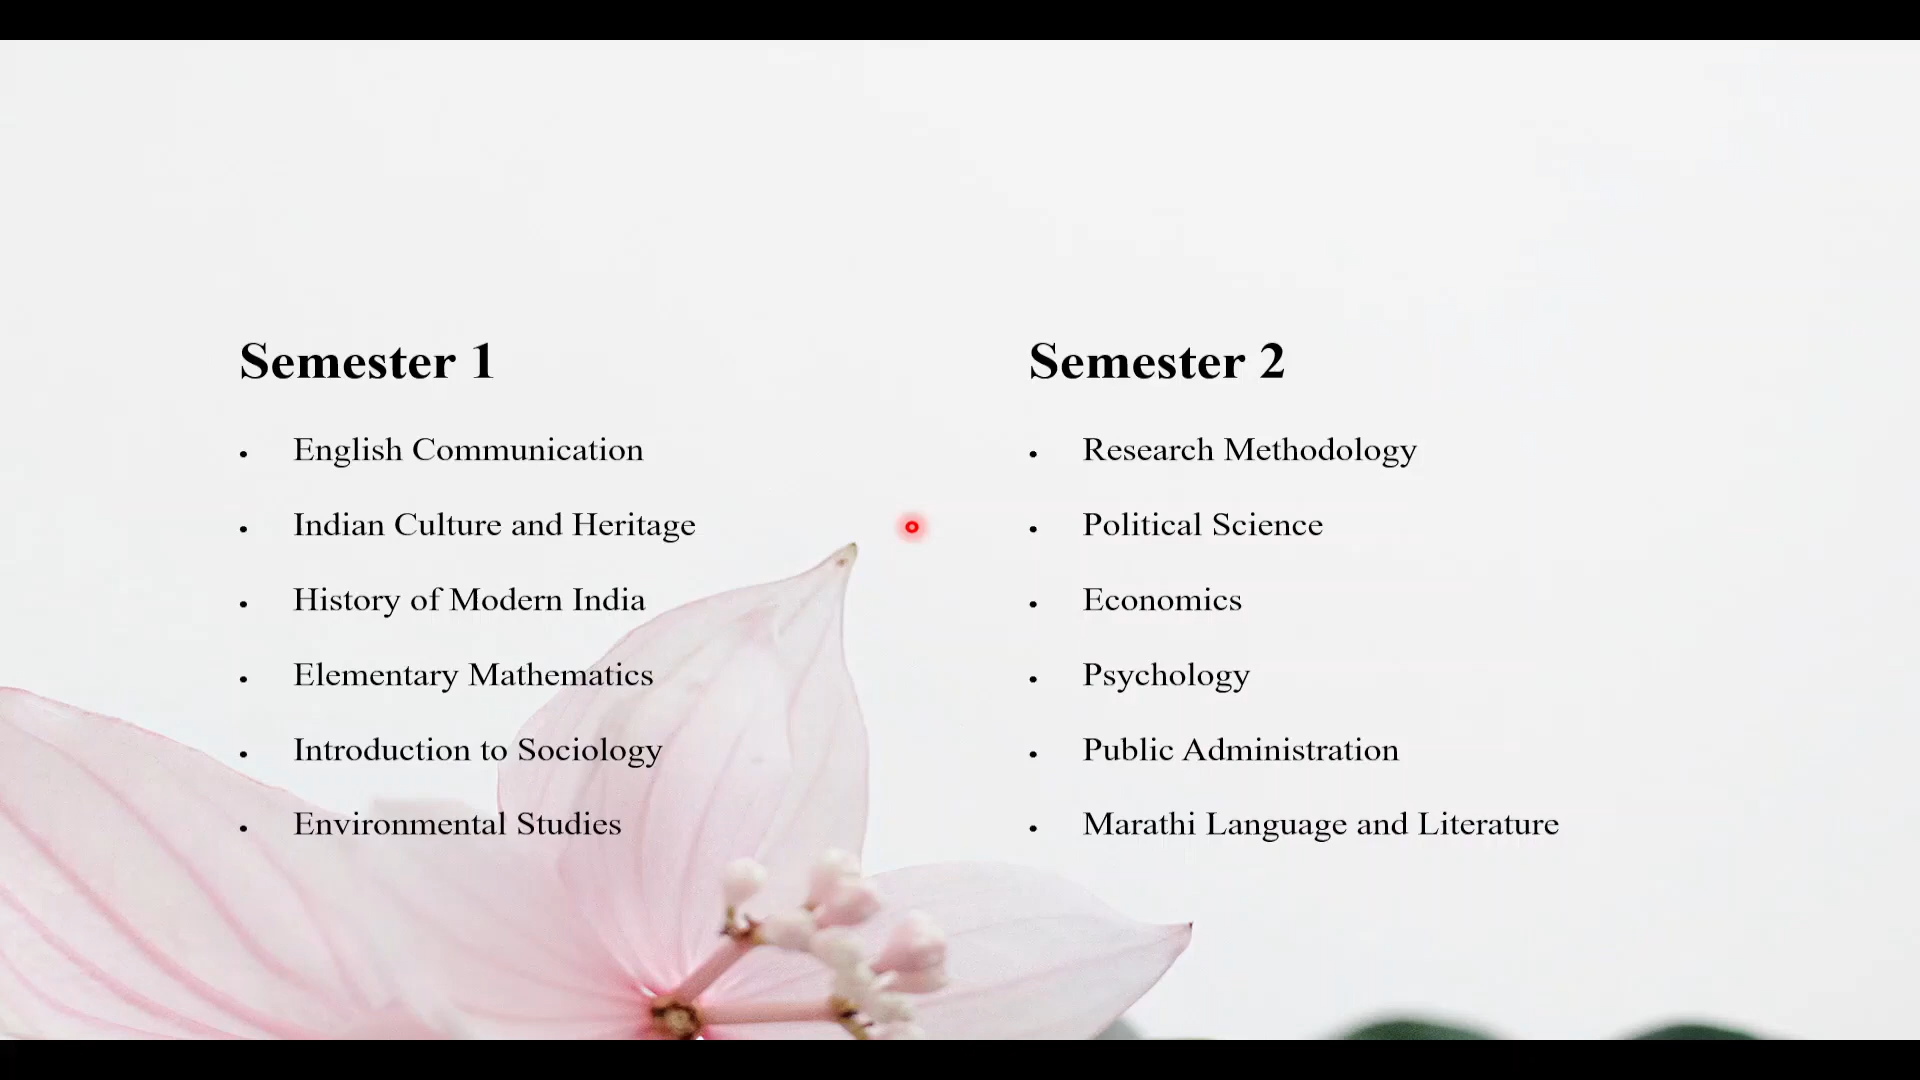 Semester 1
• English Communication
• Indian Culture and Heritage
• History of Modern India
• Elementary Mathematics
• Introduction to Sociology
• Environmental Studies
Semester 2
• Research Methodology
• Political Science
• Economics
• Psychology
• Public Administration
• Marathi Language and Literature